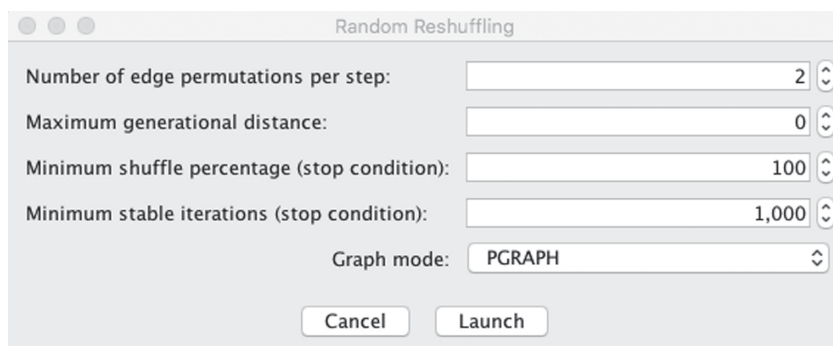 Random Reshuffling
Number of edge permutations per step: 2
Maximum generational distance: 0
Minimum shuffle percentage (stop condition): 100
Minimum stable iterations (stop condition): 1,000
Graph mode: PGRAPH
Cancel Launch